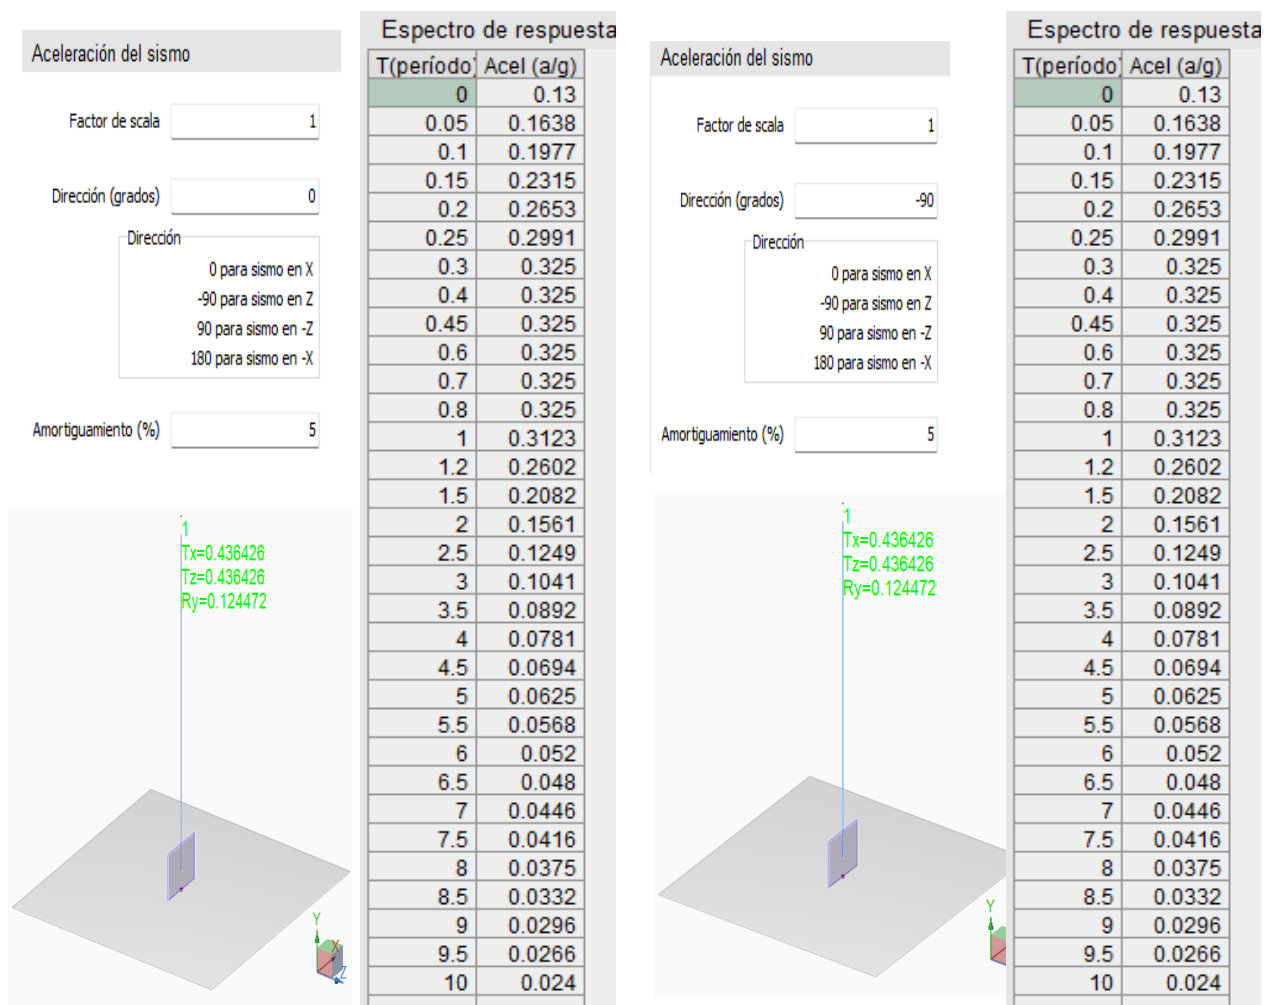 Aceleración del sismo
Factor de scala 1
Dirección (grados) 0
Dirección
0 para sismo en X
-90 para sismo en Z
90 para sismo en -Z
180 para sismo en -X
Amortiguamiento (%) 5
1
Tx=0.436426
Tz=0.436426
Ry=0.124472
Y
X
Z
Espectro de respuesta
T(período) Acel (a/g)
0 0.13
0.05 0.1638
0.1 0.1977
0.15 0.2315
0.2 0.2653
0.25 0.2991
0.3 0.325
0.4 0.325
0.45 0.325
0.6 0.325
0.7 0.325
0.8 0.325
1 0.3123
1.2 0.2602
1.5 0.2082
2 0.1561
2.5 0.1249
3 0.1041
3.5 0.0892
4 0.0781
4.5 0.0694
5 0.0625
5.5 0.0568
6 0.052
6.5 0.048
7 0.0446
7.5 0.0416
8 0.0375
8.5 0.0332
9 0.0296
9.5 0.0266
10 0.024
Aceleración del sismo
Factor de scala 1
Dirección (grados) -90
Dirección
0 para sismo en X
-90 para sismo en Z
90 para sismo en -Z
180 para sismo en -X
Amortiguamiento (%) 5
1
Tx=0.436426
Tz=0.436426
Ry=0.124472
Y
Espectro de respuesta
T(período) Acel (a/g)
0 0.13
0.05 0.1638
0.1 0.1977
0.15 0.2315
0.2 0.2653
0.25 0.2991
0.3 0.325
0.4 0.325
0.45 0.325
0.6 0.325
0.7 0.325
0.8 0.325
1 0.3123
1.2 0.2602
1.5 0.2082
2 0.1561
2.5 0.1249
3 0.1041
3.5 0.0892
4 0.0781
4.5 0.0694
5 0.0625
5.5 0.0568
6 0.052
6.5 0.048
7 0.0446
7.5 0.0416
8 0.0375
8.5 0.0332
9 0.0296
9.5 0.0266
10 0.024